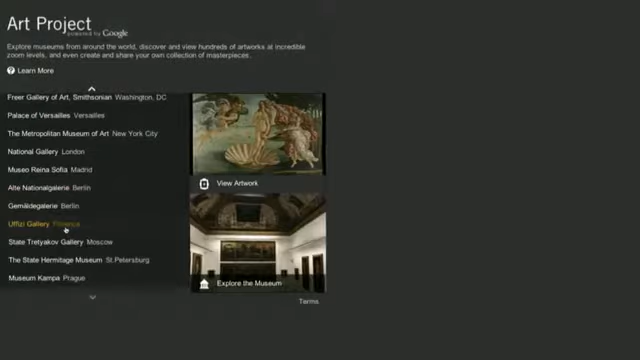 Art Project
powered by Google
Explore museums from around the world, discover and view hundreds of artworks at incredible
zoom levels, and even create and share your own collection of masterpieces.
? Learn More
Freer Gallery of Art, Smithsonian Washington, DC
Palace of Versailles Versailles
The Metropolitan Museum of Art New York City
National Gallery London
Museo Reina Sofia Madrid
Alte Nationalgalerie Berlin
Gemäldegalerie Berlin
Uffizi Gallery Florence
State Tretyakov Gallery Moscow
The State Hermitage Museum St.Petersburg
Museum Kampa Prague
View Artwork
Explore the Museum
Terms